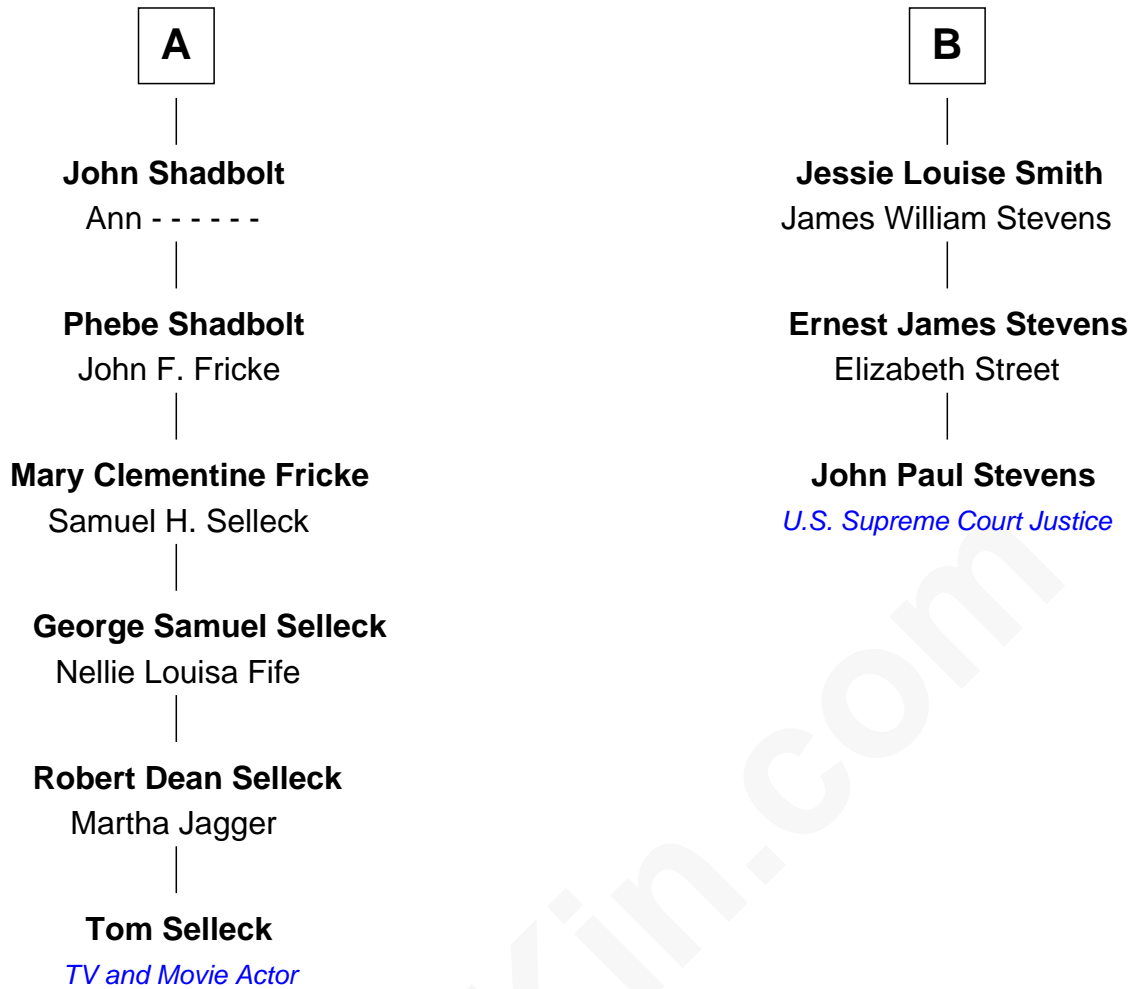 A
John Shadbolt
Ann - - - - - -
Phebe Shadbolt
John F. Fricke
Mary Clementine Fricke
Samuel H. Selleck
George Samuel Selleck
Nellie Louisa Fife
Robert Dean Selleck
Martha Jagger
Tom Selleck
TV and Movie Actor
B
Jessie Louise Smith
James William Stevens
Ernest James Stevens
Elizabeth Street
John Paul Stevens
U.S. Supreme Court Justice
Kin.com